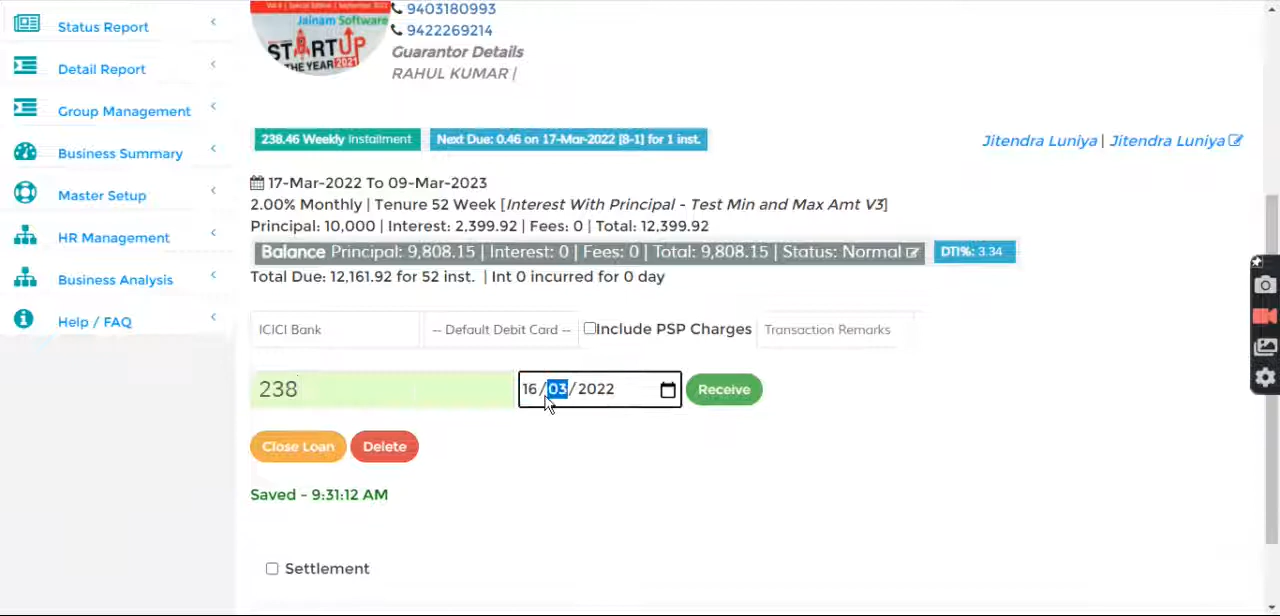 Status Report
Detail Report
Group Management
Business Summary
Master Setup
HR Management
Business Analysis
Help / FAQ
Jainam Software
STARTUP
THE YEAR 2021
9403180993
9422269214
Guarantor Details
RAHUL KUMAR |
238.46 Weekly Installment
Next Due: 0.46 on 17-Mar-2022 [8-1] for 1 inst.
Jitendra Luniya | Jitendra Luniya
17-Mar-2022 To 09-Mar-2023
2.00% Monthly | Tenure 52 Week [Interest With Principal - Test Min and Max Amt V3]
Principal: 10,000 | Interest: 2,399.92 | Fees: 0 | Total: 12,399.92
Balance Principal: 9,808.15 | Interest: 0 | Fees: 0 | Total: 9,808.15 | Status: Normal
DTI%: 3.34
Total Due: 12,161.92 for 52 inst. | Int 0 incurred for 0 day
ICICI Bank
-- Default Debit Card --
Include PSP Charges
Transaction Remarks
238
16/03/2022
Receive
Close Loan
Delete
Saved - 9:31:12 AM
Settlement